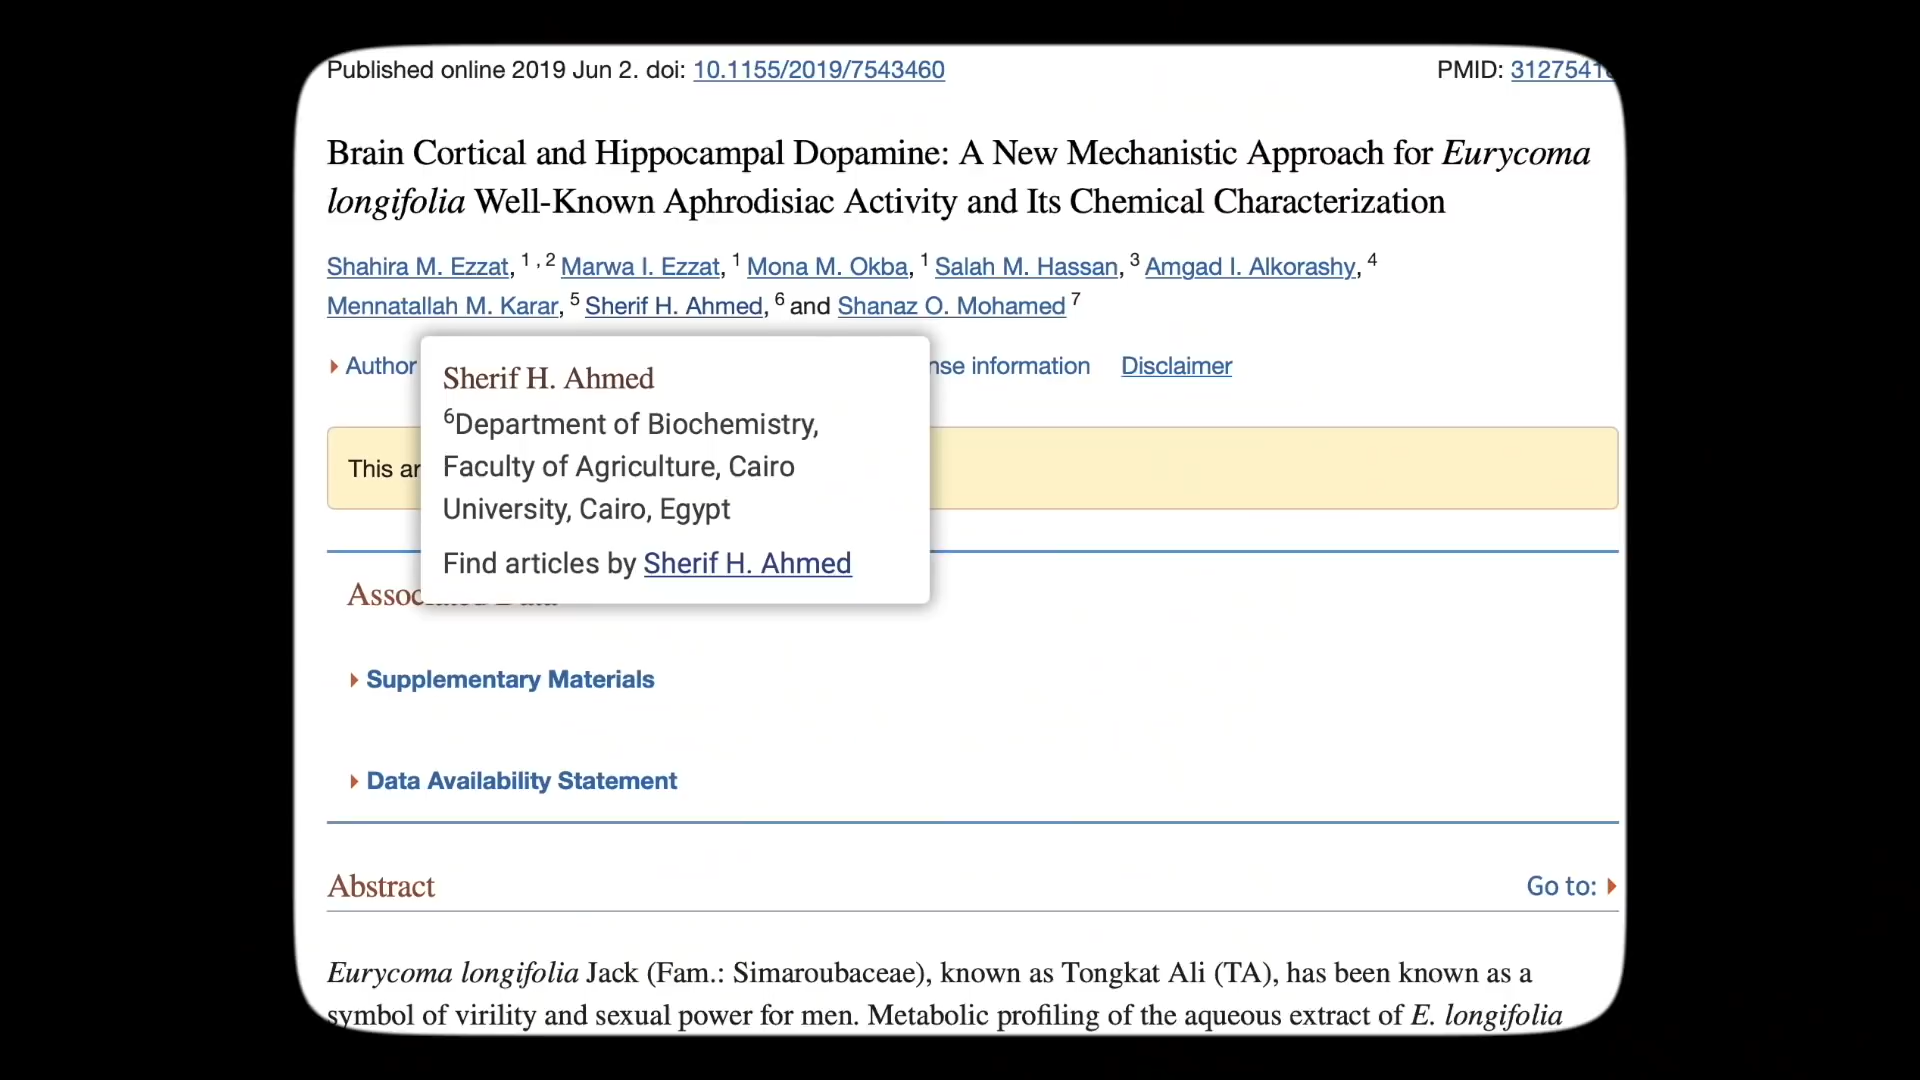 Published online 2019 Jun 2. doi: 10.1155/2019/7543460 PMID:
Brain Cortical and Hippocampal Dopamine: A New Mechanistic Approach for Eurycoma
longifolia Well-Known Aphrodisiac Activity and Its Chemical Characterization
Shahira M. Ezzat, 1 , 2 Marwa I. Ezzat, 1 Mona M. Okba, 1 Salah M. Hassan, 3 Amgad I. Alkorashy, 4
Mennatallah M. Karar, 5 Sherif H. Ahmed, 6 and Shanaz O. Mohamed 7
Author information Disclaimer
Sherif H. Ahmed
6Department of Biochemistry,
Faculty of Agriculture, Cairo
University, Cairo, Egypt
Find articles by Sherif H. Ahmed
This
Supplementary Materials
Data Availability Statement
Abstract Go to:
Eurycoma longifolia Jack (Fam.: Simaroubaceae), known as Tongkat Ali (TA), has been known as a
symbol of virility and sexual power for men. Metabolic profiling of the aqueous extract of E. longifolia